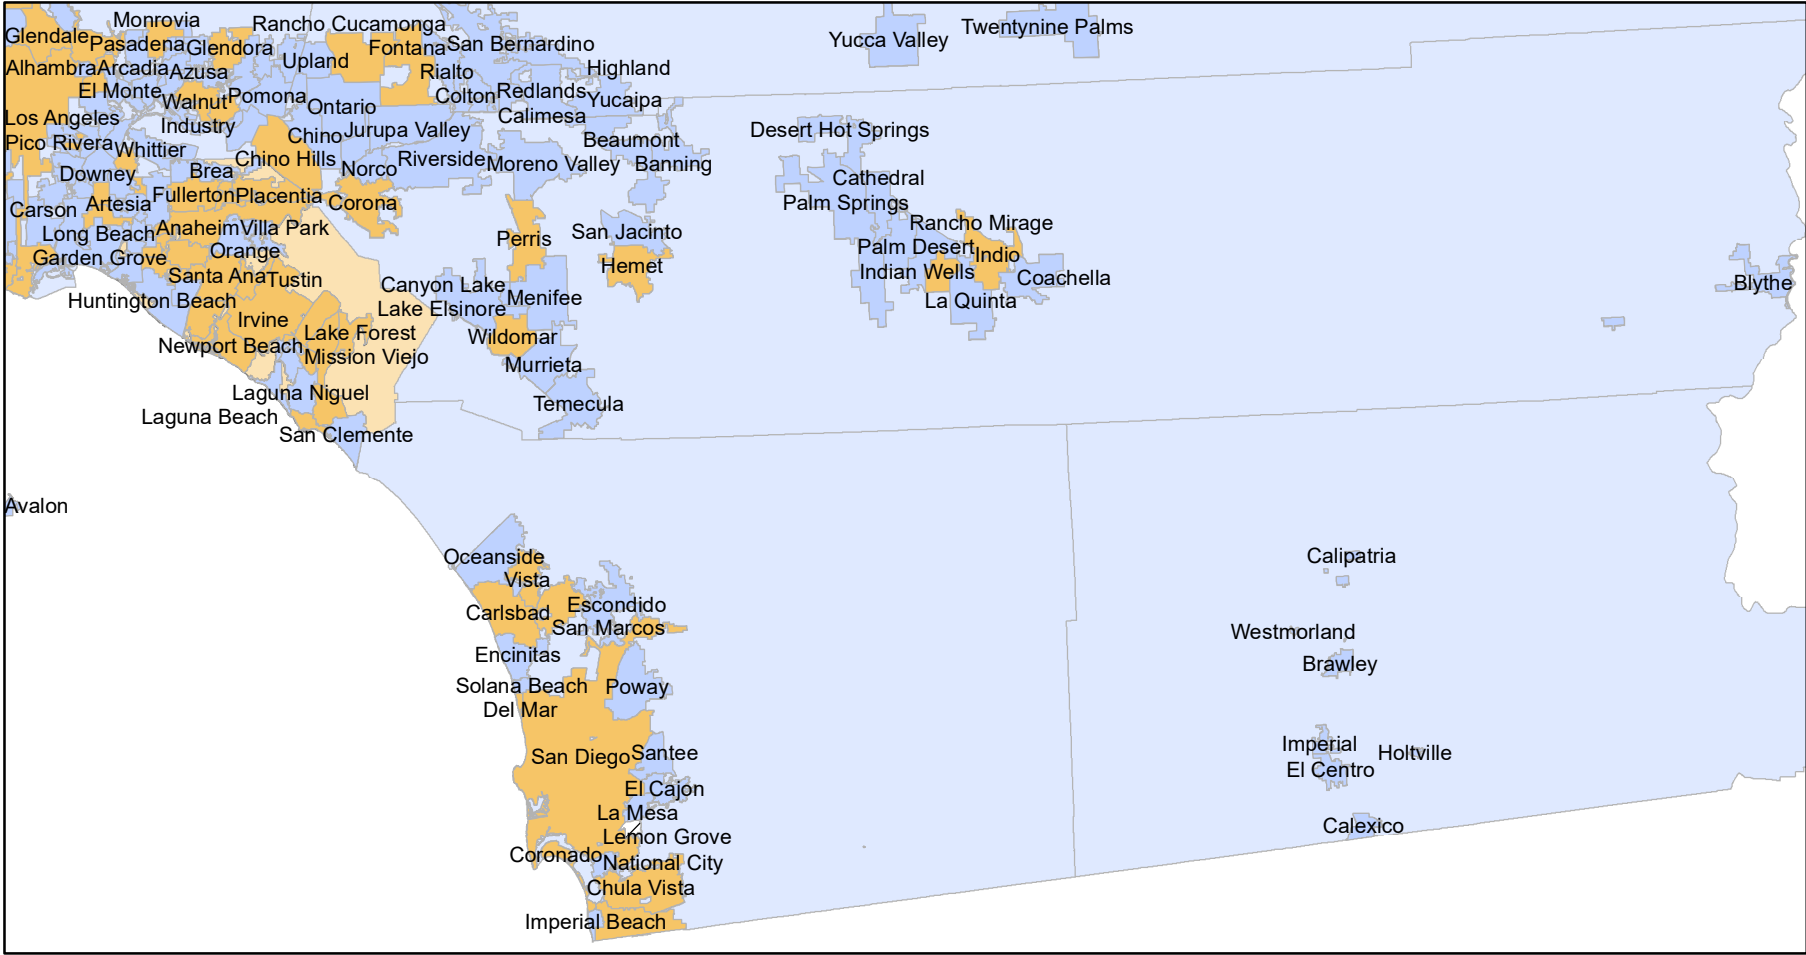 Monrovia
Rancho Cucamonga
Twentynine Palms
Glendale
Pasadena
Glendora
Fontana
San Bernardino
Yucca Valley
Alhambra
Arcadia
Azusa
Upland
Rialto
Highland
El Monte
Walnut
Pomona
Ontario
Colton
Redlands
Yucaipa
Los Angeles
Industry
Chino
Jurupa Valley
Calimesa
Desert Hot Springs
Pico Rivera
Whittier
Chino Hills
Riverside
Moreno Valley
Beaumont
Banning
Downey
Brea
Norco
Cathedral
Carson
Artesia
Fullerton
Placentia
Corona
Palm Springs
Long Beach
Anaheim
Villa Park
Perris
San Jacinto
Rancho Mirage
Garden Grove
Orange
Hemet
Palm Desert
Indio
Santa Ana
Tustin
Canyon Lake
Indian Wells
Coachella
Blythe
Huntington Beach
Irvine
Lake Elsinore
Menifee
La Quinta
Newport Beach
Lake Forest
Wildomar
Mission Viejo
Murrieta
Laguna Niguel
Temecula
Laguna Beach
San Clemente
Avalon
Oceanside
Vista
Calipatria
Carlsbad
Escondido
San Marcos
Westmorland
Encinitas
Brawley
Solana Beach
Poway
Del Mar
San Diego
Santee
Imperial
Holtville
El Centro
El Cajon
La Mesa
Lemon Grove
Calexico
Coronado
National City
Chula Vista
Imperial Beach